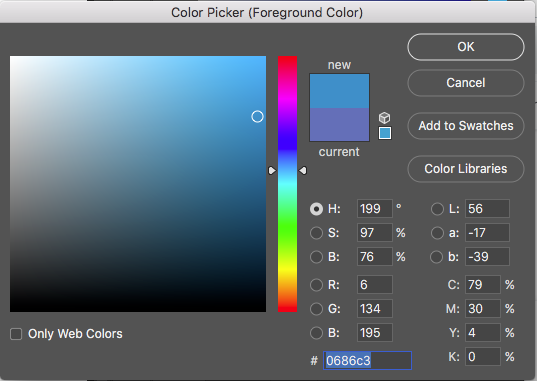 Color Picker (Foreground Color)
new
current
OK
Cancel
Add to Swatches
Color Libraries
H: 199 °
S: 97 %
B: 76 %
R: 6
G: 134
B: 195
# 0686c3
L: 56
a: -17
b: -39
C: 79 %
M: 30 %
Y: 4 %
K: 0 %
Only Web Colors